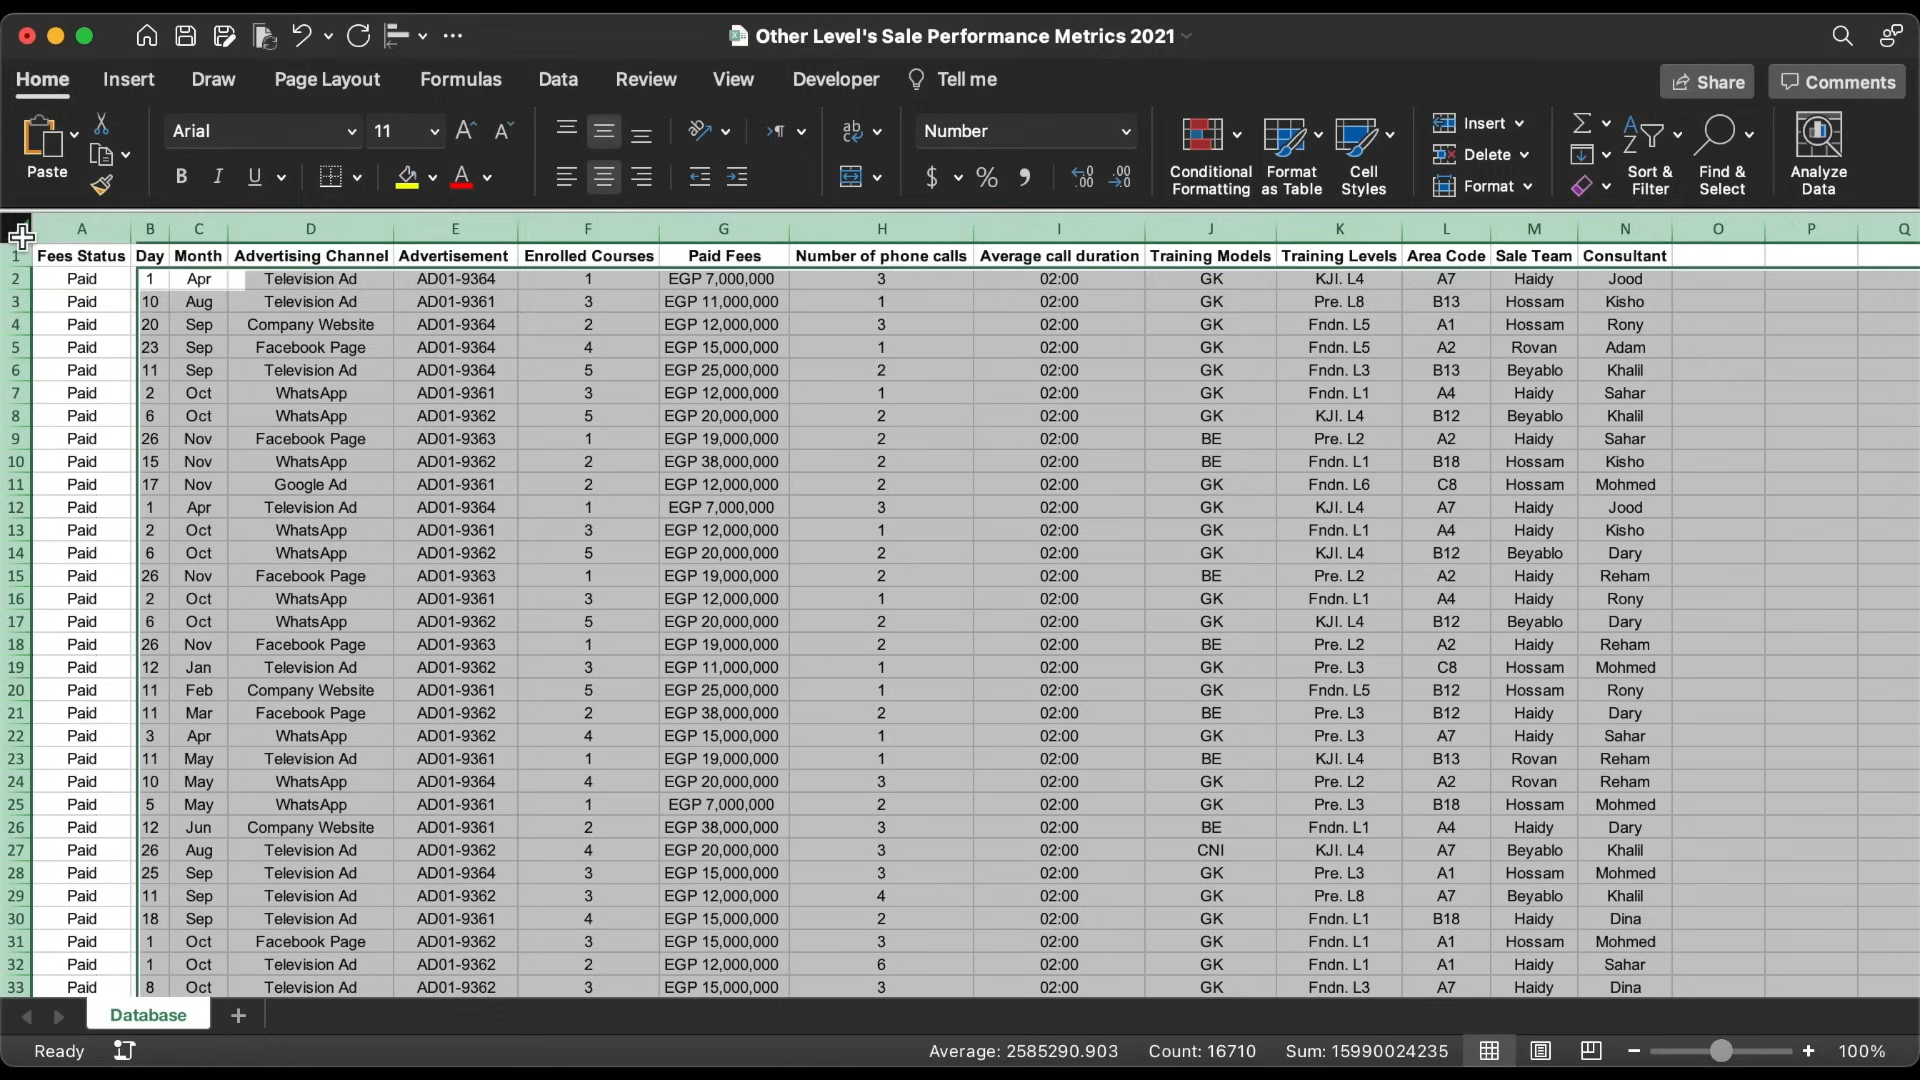 Other Level's Sale Performance Metrics 2021
Home Insert Draw Page Layout Formulas Data Review View Developer Tell me Share Comments
Paste Arial 11 Number Conditional Formatting Format as Table Cell Styles Insert Delete Format Sort & Filter Find & Select Analyze Data
A B C D E F G H I J K L M N O P Q
1 Fees Status Day Month Advertising Channel Advertisement Enrolled Courses Paid Fees Number of phone calls Average call duration Training Models Training Levels Area Code Sale Team Consultant
2 Paid 1 Apr Television Ad AD01-9364 1 EGP 7,000,000 3 02:00 GK KJI. L4 A7 Haidy Jood
3 Paid 10 Aug Television Ad AD01-9361 3 EGP 11,000,000 1 02:00 GK Pre. L8 B13 Hossam Kisho
4 Paid 20 Sep Company Website AD01-9364 2 EGP 12,000,000 3 02:00 GK Fndn. L5 A1 Hossam Rony
5 Paid 23 Sep Facebook Page AD01-9364 4 EGP 15,000,000 1 02:00 GK Fndn. L5 A2 Rovan Adam
6 Paid 11 Sep Television Ad AD01-9364 5 EGP 25,000,000 2 02:00 GK Fndn. L3 B13 Beyablo Khalil
7 Paid 2 Oct WhatsApp AD01-9361 3 EGP 12,000,000 1 02:00 GK Fndn. L1 A4 Haidy Sahar
8 Paid 6 Oct WhatsApp AD01-9362 5 EGP 20,000,000 2 02:00 GK KJI. L4 B12 Beyablo Khalil
9 Paid 26 Nov Facebook Page AD01-9363 1 EGP 19,000,000 2 02:00 BE Pre. L2 A2 Haidy Sahar
10 Paid 15 Nov WhatsApp AD01-9362 2 EGP 38,000,000 2 02:00 BE Fndn. L1 B18 Hossam Kisho
11 Paid 17 Nov Google Ad AD01-9361 2 EGP 12,000,000 2 02:00 GK Fndn. L6 C8 Hossam Mohmed
12 Paid 1 Apr Television Ad AD01-9364 1 EGP 7,000,000 3 02:00 GK KJI. L4 A7 Haidy Jood
13 Paid 2 Oct WhatsApp AD01-9361 3 EGP 12,000,000 1 02:00 GK Fndn. L1 A4 Haidy Kisho
14 Paid 6 Oct WhatsApp AD01-9362 5 EGP 20,000,000 2 02:00 GK KJI. L4 B12 Beyablo Dary
15 Paid 26 Nov Facebook Page AD01-9363 1 EGP 19,000,000 2 02:00 BE Pre. L2 A2 Haidy Reham
16 Paid 2 Oct WhatsApp AD01-9361 3 EGP 12,000,000 1 02:00 GK Fndn. L1 A4 Haidy Rony
17 Paid 6 Oct WhatsApp AD01-9362 5 EGP 20,000,000 2 02:00 GK KJI. L4 B12 Beyablo Dary
18 Paid 26 Nov Facebook Page AD01-9363 1 EGP 19,000,000 2 02:00 BE Pre. L2 A2 Haidy Reham
19 Paid 12 Jan Television Ad AD01-9362 3 EGP 11,000,000 1 02:00 GK Pre. L3 C8 Hossam Mohmed
20 Paid 11 Feb Company Website AD01-9361 5 EGP 25,000,000 1 02:00 GK Fndn. L5 B12 Hossam Rony
21 Paid 11 Mar Facebook Page AD01-9362 2 EGP 38,000,000 2 02:00 BE Pre. L3 B12 Haidy Dary
22 Paid 3 Apr WhatsApp AD01-9362 4 EGP 15,000,000 1 02:00 GK Pre. L3 A7 Haidy Sahar
23 Paid 11 May Television Ad AD01-9361 1 EGP 19,000,000 1 02:00 BE KJI. L4 B13 Rovan Reham
24 Paid 10 May WhatsApp AD01-9364 4 EGP 20,000,000 3 02:00 GK Pre. L2 A2 Rovan Reham
25 Paid 5 May WhatsApp AD01-9361 1 EGP 7,000,000 2 02:00 GK Pre. L3 B18 Hossam Mohmed
26 Paid 12 Jun Company Website AD01-9361 2 EGP 38,000,000 3 02:00 BE Fndn. L1 A4 Haidy Dary
27 Paid 26 Aug Television Ad AD01-9362 4 EGP 20,000,000 3 02:00 CNI KJI. L4 A7 Beyablo Khalil
28 Paid 25 Sep Television Ad AD01-9364 3 EGP 15,000,000 3 02:00 GK Pre. L3 A1 Hossam Mohmed
29 Paid 11 Sep Television Ad AD01-9362 3 EGP 12,000,000 4 02:00 GK Pre. L8 A7 Beyablo Khalil
30 Paid 18 Sep Television Ad AD01-9361 4 EGP 15,000,000 2 02:00 GK Fndn. L1 B18 Haidy Dina
31 Paid 1 Oct Facebook Page AD01-9362 3 EGP 15,000,000 3 02:00 GK Fndn. L1 A1 Hossam Mohmed
32 Paid 1 Oct Television Ad AD01-9362 2 EGP 12,000,000 6 02:00 GK Fndn. L1 A1 Haidy Sahar
33 Paid 8 Oct Television Ad AD01-9362 3 EGP 15,000,000 3 02:00 GK Fndn. L3 A7 Haidy Dina
Database
Ready Average: 2585290.903 Count: 16710 Sum: 15990024235 100%